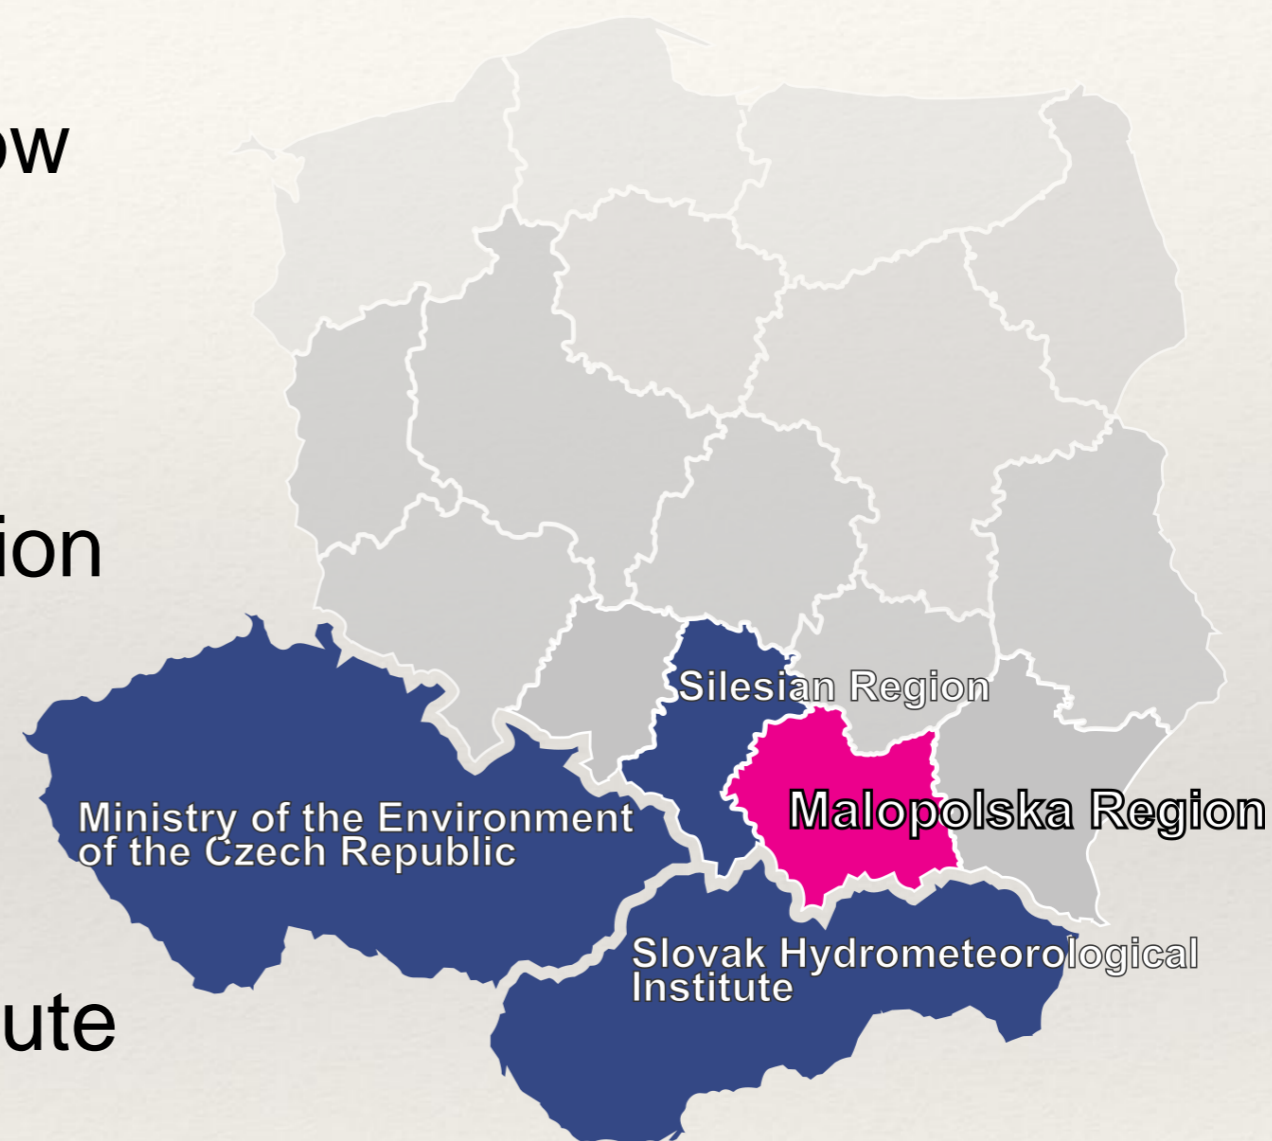 ow
ion
Silesian Region
Malopolska Region
Ministry of the Environment
of the Czech Republic
Slovak Hydrometeorological
Institute
ute